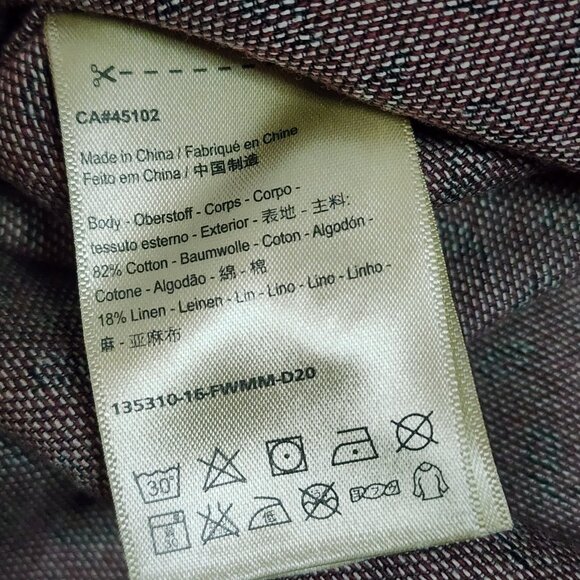 CA#45102
Made in China / Fabriqué en Chine
Feito em China / 中国制造
Body - Oberstoff - Corps - Corpo -
tessuto esterno - Exterior - 表地 - 主料:
82% Cotton - Baumwolle - Coton - Algodón -
Cotone - Algodão - 綿 - 棉
18% Linen - Leinen - Lin - Lino - Lino - Linho -
麻 - 亚麻布
135310-16-FWMM-D20
30°